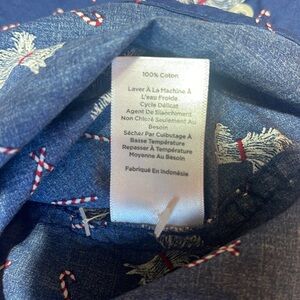 100% Coton
Laver À La Machine À
L'eau Froide
Cycle Délicat
Agent De Blanchiment
Non Chloré Seulement Au
Besoin
Sécher Par Culbutage À
Basse Température
Repasser À Température
Moyenne Au Besoin
Fabriqué En Indonésie